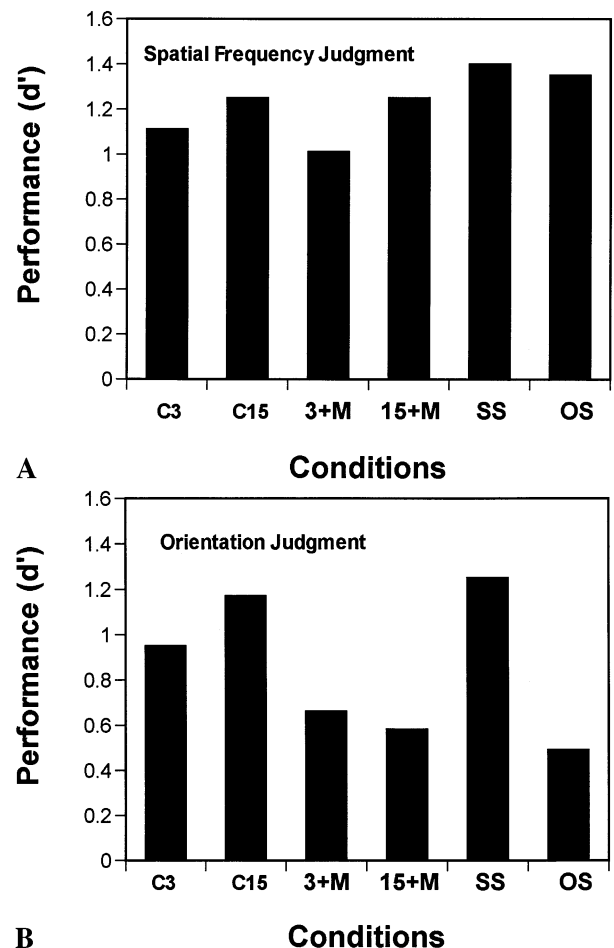 1.6
Spatial Frequency Judgment
1.4
1.2
1
0.8
0.6
0.4
0.2
0
Performance (d')
C3 C15 3+M 15+M SS OS
A Conditions
1.6
Orientation Judgment
1.4
1.2
1
0.8
0.6
0.4
0.2
0
Performance (d')
C3 C15 3+M 15+M SS OS
B Conditions